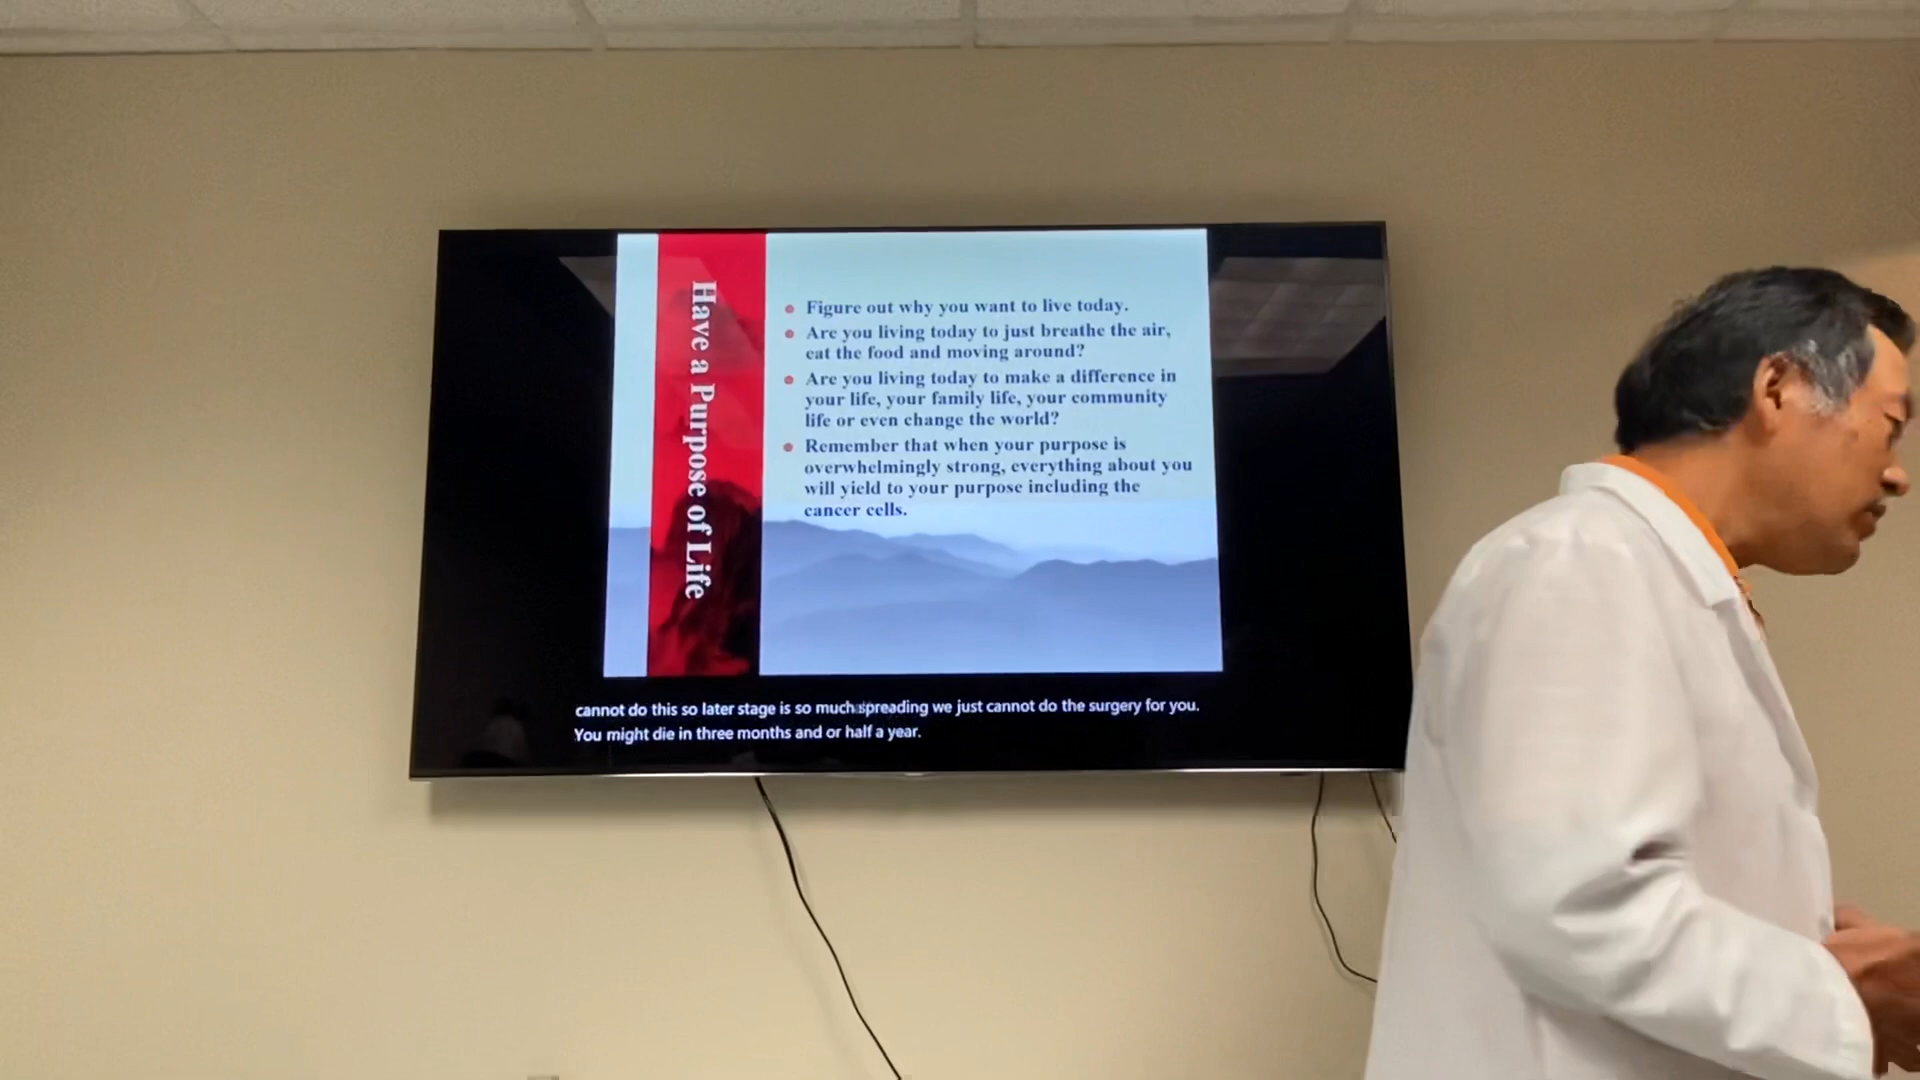 Have a Purpose of Life
Figure out why you want to live today.
Are you living today to just breathe the air,
eat the food and moving around?
Are you living today to make a difference in
your life, your family life, your community
life or even change the world?
Remember that when your purpose is
overwhelmingly strong, everything about you
will yield to your purpose including the
cancer cells.
cannot do this so later stage is so much spreading we just cannot do the surgery for you.
You might die in three months and or half a year.